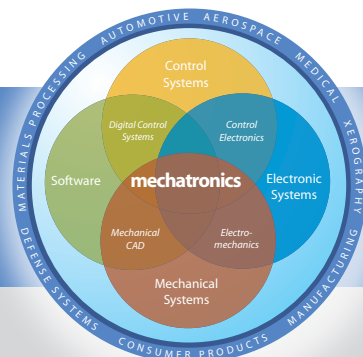 MATERIALS PROCESSING AUTOMOTIVE AEROSPACE MEDICAL XEROGRAPHY
Control
Systems
Digital Control
Systems
Control
Electronics
Software
mechatronics
Electronic
Systems
Mechanical
CAD
Electro-
mechanics
Mechanical
Systems
DEFENSE SYSTEMS CONSUMER PRODUCTS MANUFACTURING